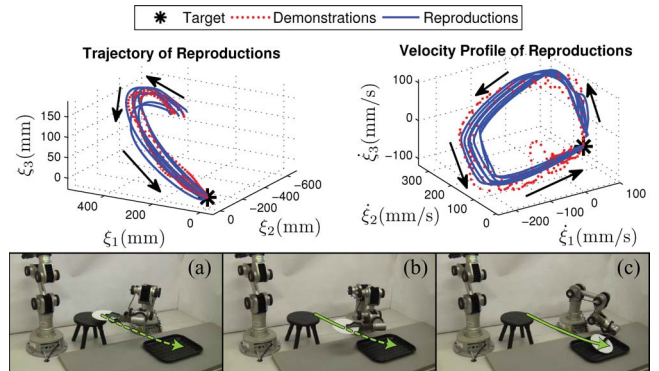 Target Demonstrations Reproductions
Trajectory of Reproductions
Velocity Profile of Reproductions
150
100
50
0
ξ₃(mm)
400
200
0
ξ₁(mm)
0
−200
−400
−600
ξ₂(mm)
100
0
−100
ξ̇₃(mm/s)
300
200
100
0
ξ̇₂(mm/s)
−200
−100
0
100
ξ̇₁(mm/s)
(a)
(b)
(c)